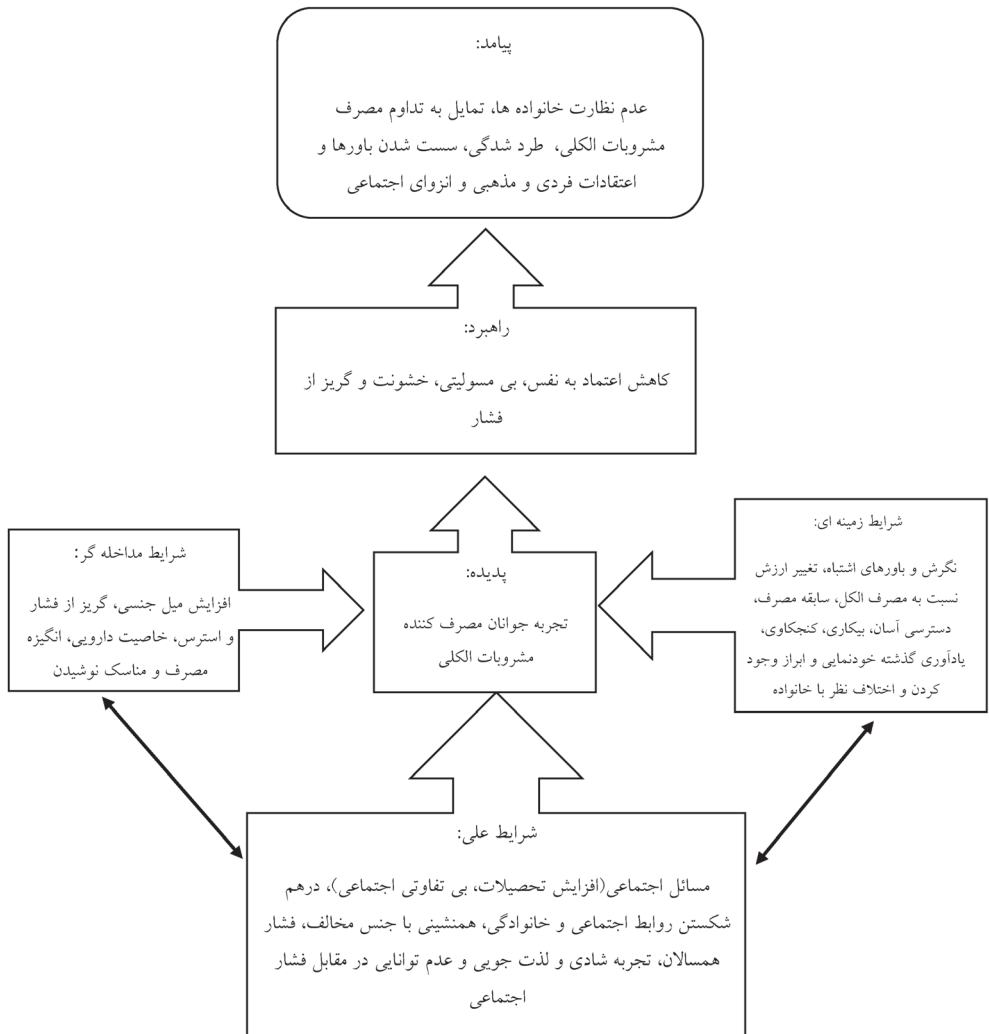 پیامد:
عدم نظارت خانواده ها، تمایل به تداوم مصرف
مشروبات الکلی، طرد شدگی، سست شدن باورها و
اعتقادات فردی و مذهبی و انزوای اجتماعی
راهبرد:
کاهش اعتماد به نفس، بی مسولیتی، خشونت و گریز از
فشار
شرایط زمینه ای:
نگرش و باورهای اشتباه، تغییر ارزش
نسبت به مصرف الکل، سابقه مصرف،
دسترسی آسان، بیکاری، کنجکاوی،
یادآوری گذشته خودنمایی و ابراز وجود
کردن و اختلاف نظر با خانواده
پدیده:
تجربه جوانان مصرف کننده
مشروبات الکلی
شرایط مداخله گر:
افزایش میل جنسی، گریز از فشار
و استرس، خاصیت دارویی، انگیزه
مصرف و مناسک نوشیدن
شرایط علی:
مسائل اجتماعی(افزایش تحصیلات، بی تفاوتی اجتماعی)، درهم
شکستن روابط اجتماعی و خانوادگی، همنشینی با جنس مخالف، فشار
همسالان، تجربه شادی و لذت جویی و عدم توانایی در مقابل فشار
اجتماعی